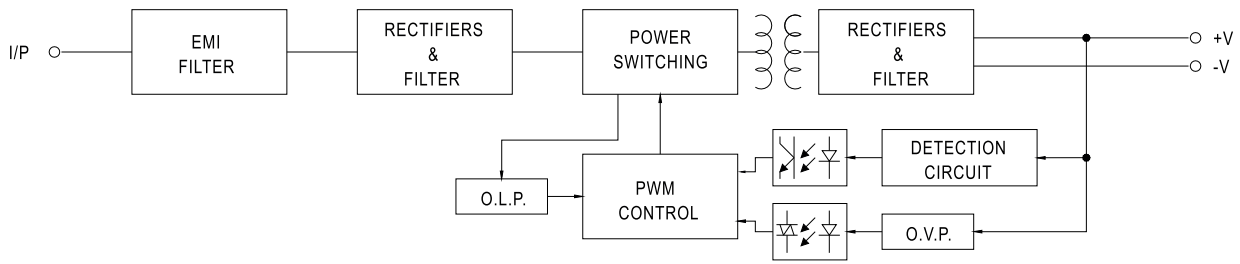 I/P
EMI
FILTER
RECTIFIERS
&
FILTER
POWER
SWITCHING
RECTIFIERS
&
FILTER
+V
-V
O.L.P.
PWM
CONTROL
DETECTION
CIRCUIT
O.V.P.